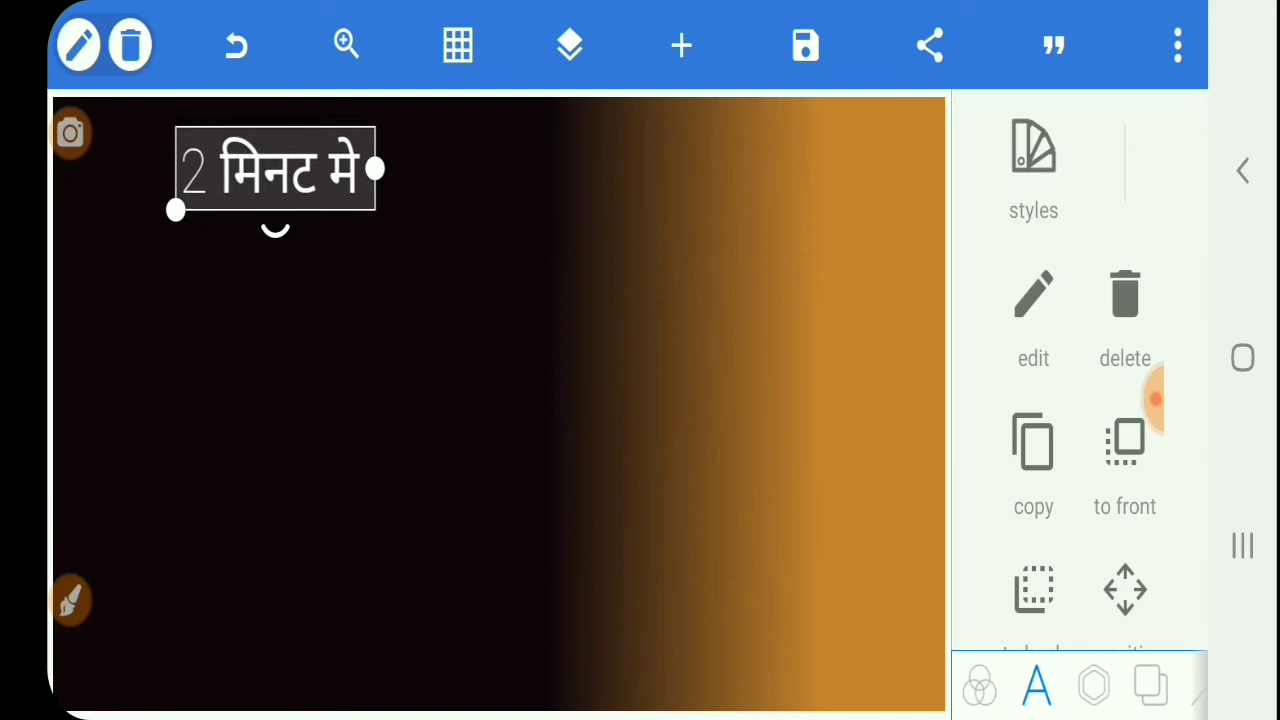 2 मिनट मे
styles
edit
delete
copy
to front